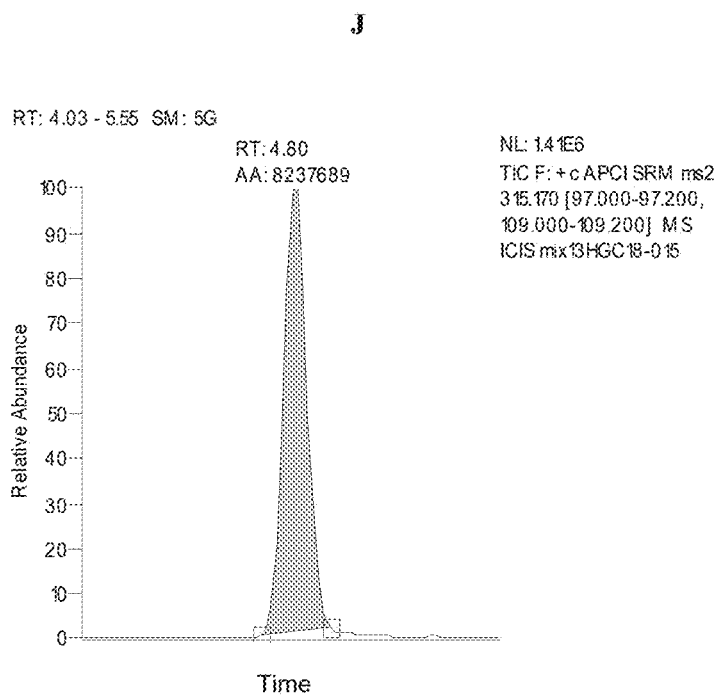 J
RT: 4.03 - 5.55 SM: 5G
RT: 4.80
AA: 8237689
NL: 1.41E6
TIC F: + c APCI SRM ms2
315.170 [97.000-97.200,
109.000-109.200] MS
ICIS mix13HGC18-015
100
90
80
70
60
50
40
30
20
10
0
Relative Abundance
Time